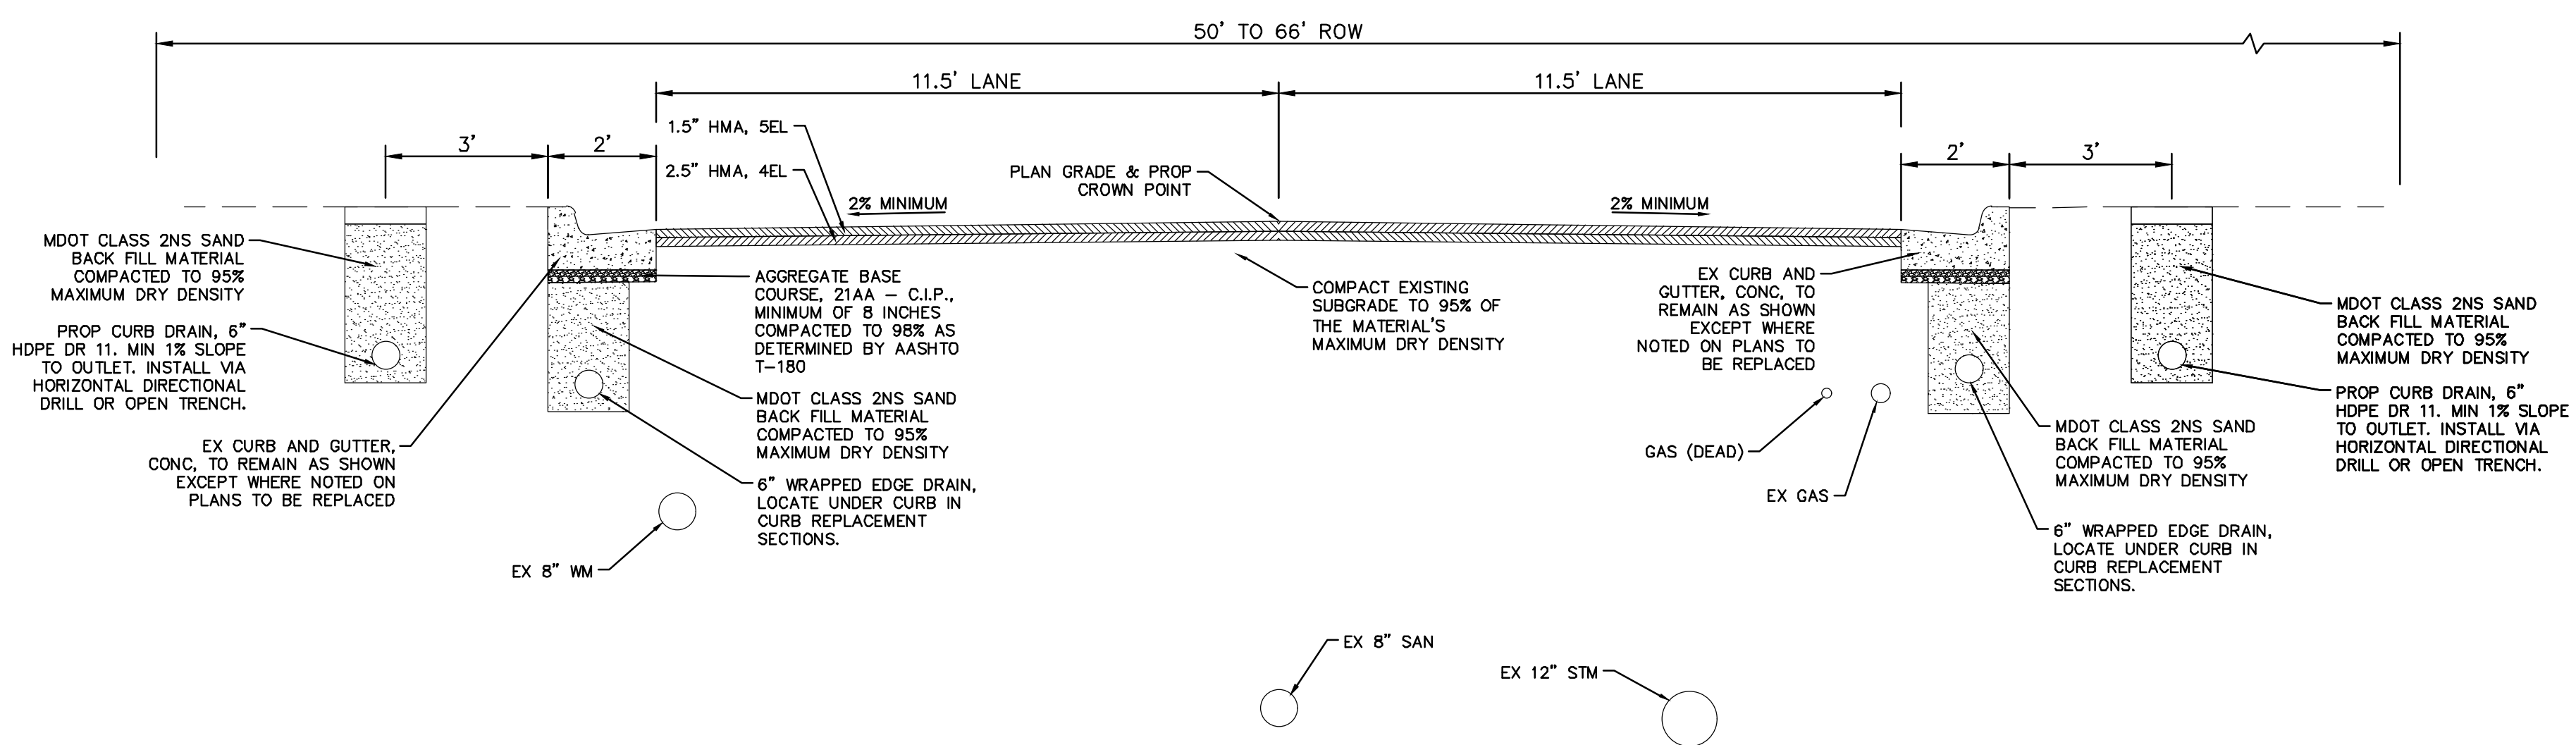 50' TO 66' ROW
11.5' LANE
11.5' LANE
3'
2'
2'
3'
1.5" HMA, 5EL
2.5" HMA, 4EL
2% MINIMUM
PLAN GRADE & PROP
CROWN POINT
2% MINIMUM
MDOT CLASS 2NS SAND
BACK FILL MATERIAL
COMPACTED TO 95%
MAXIMUM DRY DENSITY
PROP CURB DRAIN, 6"
HDPE DR 11. MIN 1% SLOPE
TO OUTLET. INSTALL VIA
HORIZONTAL DIRECTIONAL
DRILL OR OPEN TRENCH.
EX CURB AND GUTTER,
CONC, TO REMAIN AS SHOWN
EXCEPT WHERE NOTED ON
PLANS TO BE REPLACED
AGGREGATE BASE
COURSE, 21AA – C.I.P.,
MINIMUM OF 8 INCHES
COMPACTED TO 98% AS
DETERMINED BY AASHTO
T-180
MDOT CLASS 2NS SAND
BACK FILL MATERIAL
COMPACTED TO 95%
MAXIMUM DRY DENSITY
6" WRAPPED EDGE DRAIN,
LOCATE UNDER CURB IN
CURB REPLACEMENT
SECTIONS.
EX 8" WM
COMPACT EXISTING
SUBGRADE TO 95% OF
THE MATERIAL'S
MAXIMUM DRY DENSITY
EX CURB AND
GUTTER, CONC, TO
REMAIN AS SHOWN
EXCEPT WHERE
NOTED ON PLANS TO
BE REPLACED
GAS (DEAD)
EX GAS
MDOT CLASS 2NS SAND
BACK FILL MATERIAL
COMPACTED TO 95%
MAXIMUM DRY DENSITY
PROP CURB DRAIN, 6"
HDPE DR 11. MIN 1% SLOPE
TO OUTLET. INSTALL VIA
HORIZONTAL DIRECTIONAL
DRILL OR OPEN TRENCH.
MDOT CLASS 2NS SAND
BACK FILL MATERIAL
COMPACTED TO 95%
MAXIMUM DRY DENSITY
6" WRAPPED EDGE DRAIN,
LOCATE UNDER CURB IN
CURB REPLACEMENT
SECTIONS.
EX 8" SAN
EX 12" STM